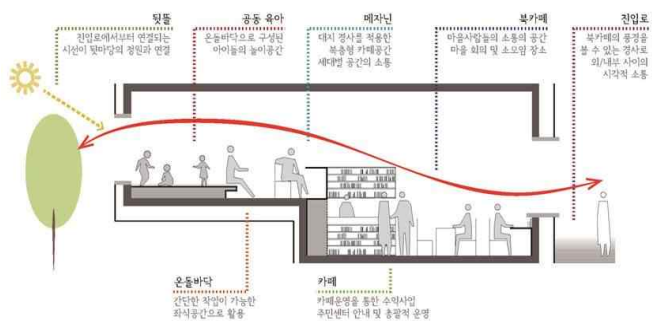 뒷뜰
진입로에서부터 연결되는
시선이 뒷마당의 정원과 연결
공동 육아
온돌바닥으로 구성된
아이들의 놀이공간
메자닌
대지 경사를 적용한
복층형 카페공간
세대별 공간의 소통
북카페
마을사람들의 소통의 공간
마을 회의 및 소모임 장소
진입로
북카페의 풍경을
볼 수 있는 경사로
외/내부 사이의
시각적 소통
온돌바닥
간단한 작업이 가능한
좌식공간으로 활용
카페
카페운영을 통한 수익사업
주민센터 안내 및 총괄적 운영